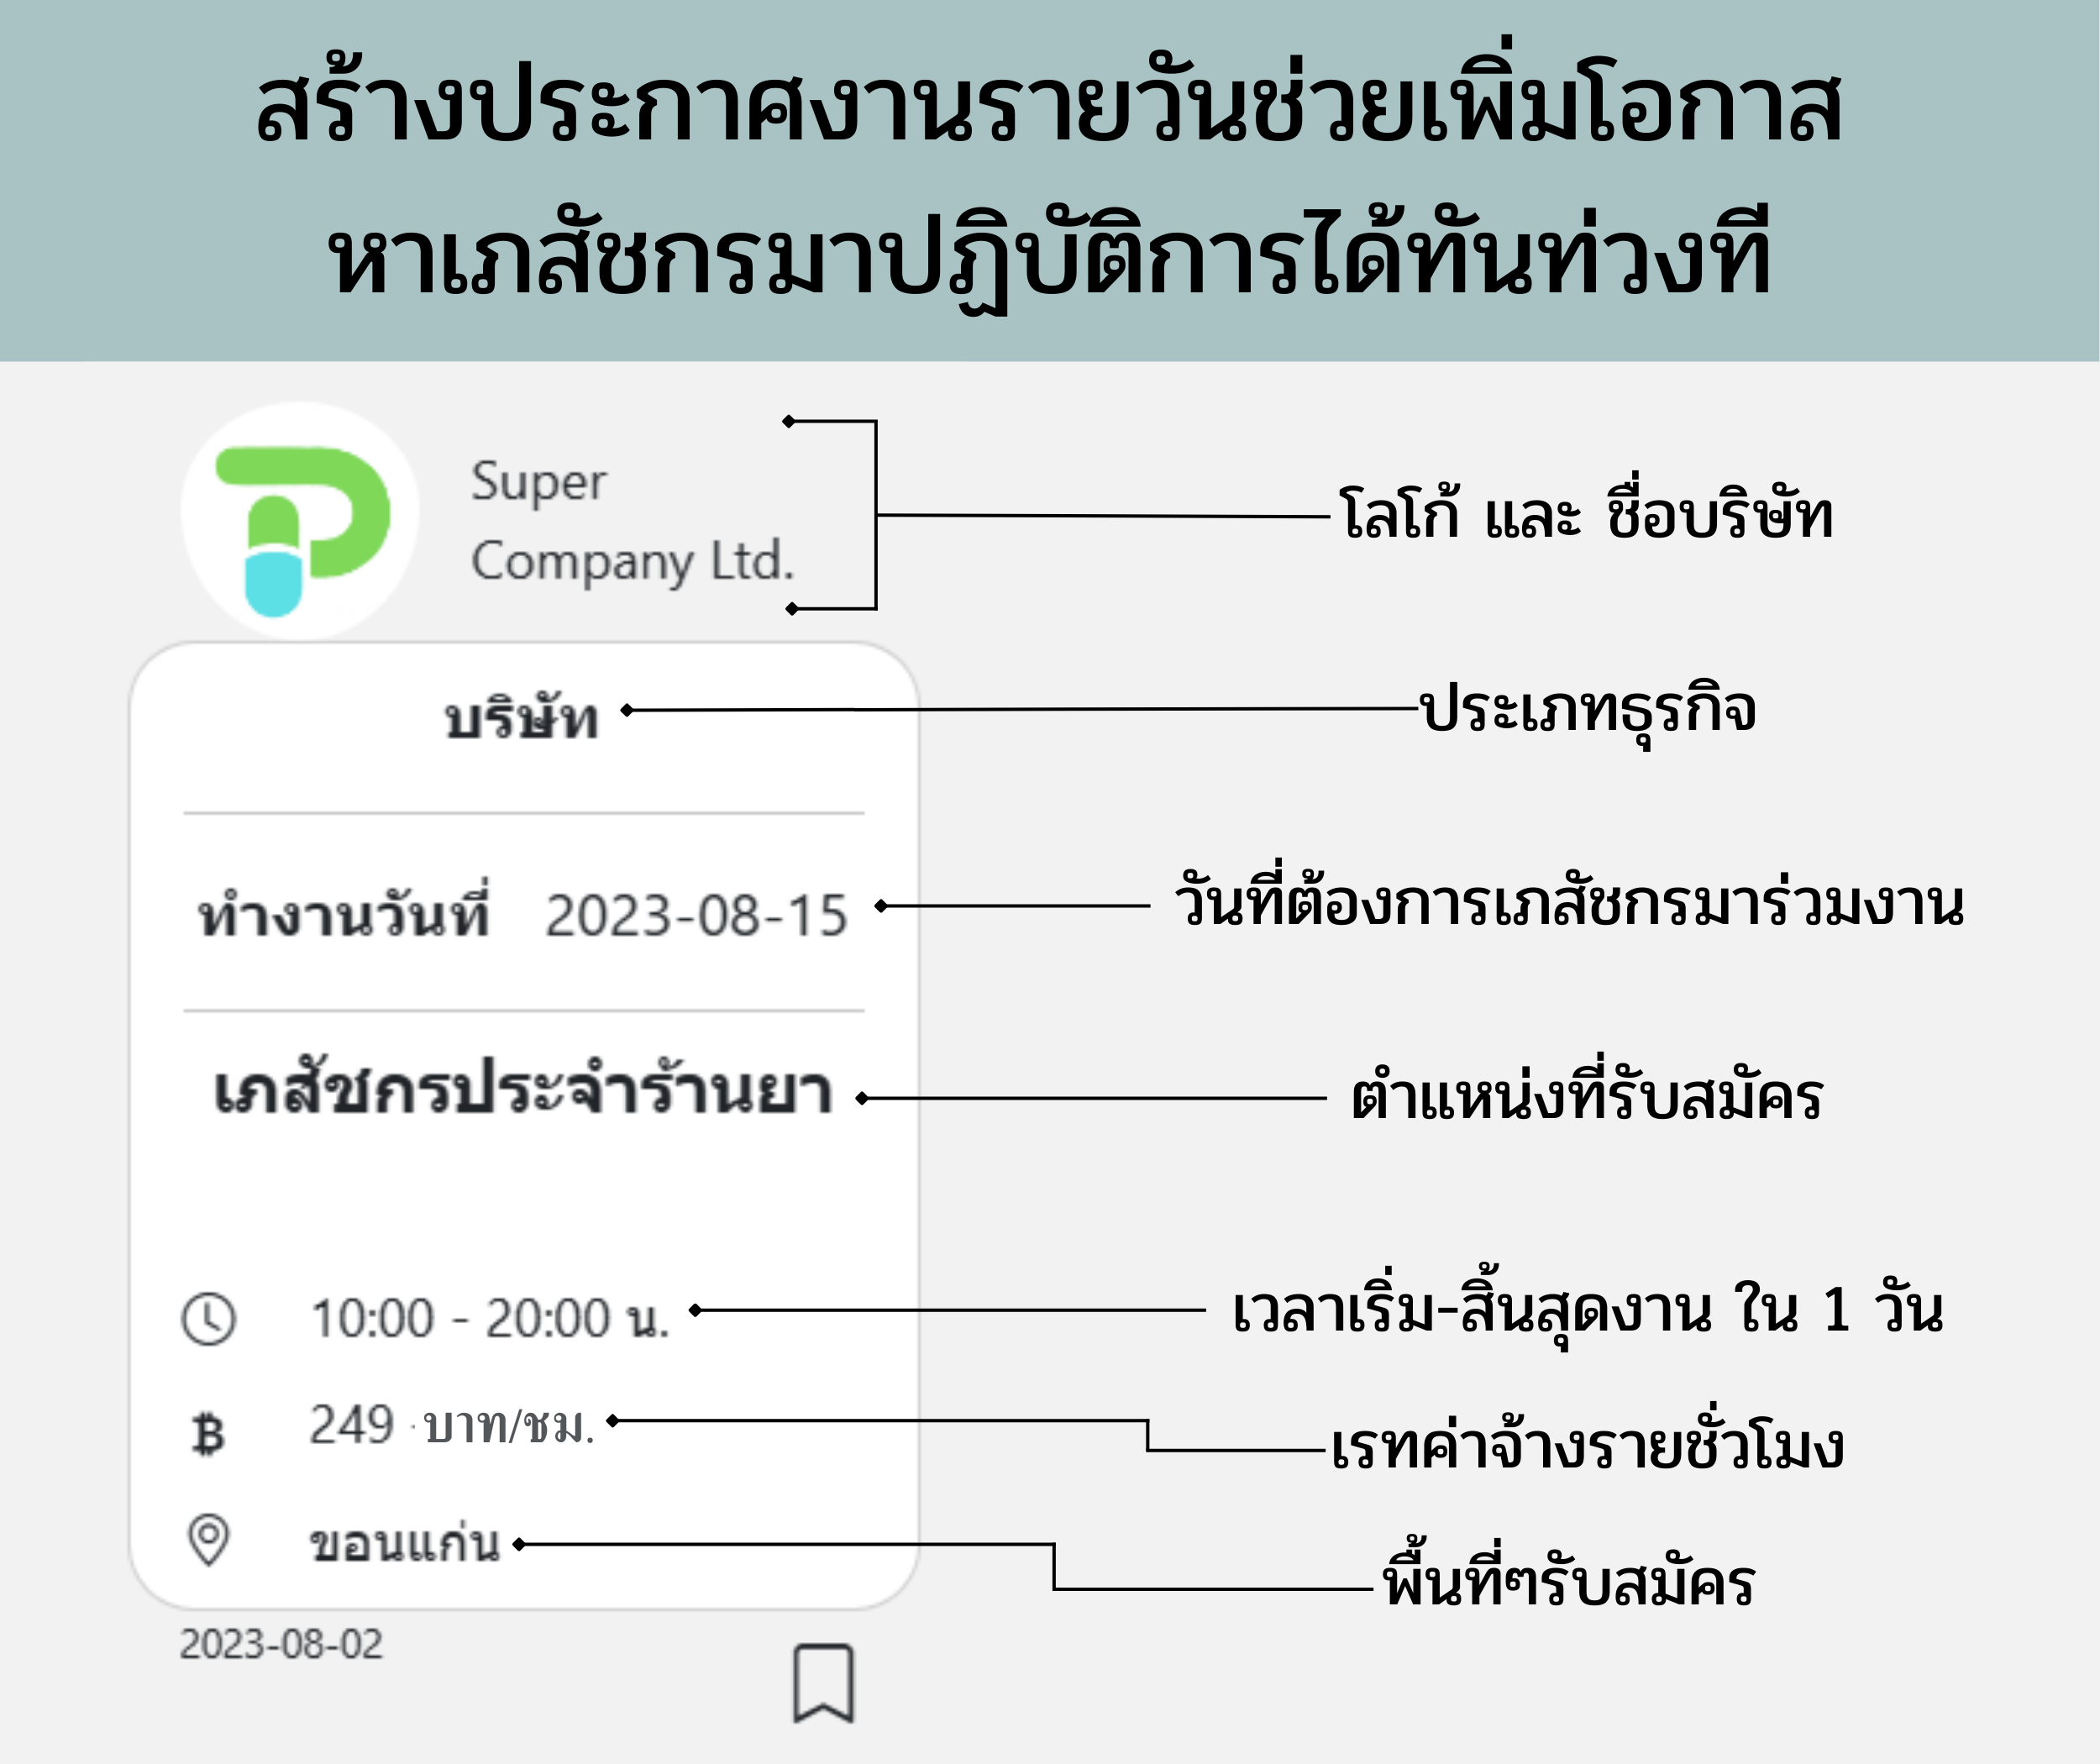 สร้างประกาศงานรายวันช่วยเพิ่มโอกาส
หาเภสัชกรมาปฏิบัติการได้ทันท่วงที
Super
Company Ltd.
โลโก้ และ ชื่อบริษัท
บริษัท
ประเภทธุรกิจ
ทำงานวันที่ 2023-08-15
วันที่ต้องการเภสัชกรมาร่วมงาน
เภสัชกรประจำร้านยา
ตำแหน่งที่รับสมัคร
10:00 - 20:00 น.
เวลาเริ่ม-สิ้นสุดงาน ใน 1 วัน
249 บาท/ชม.
เรทค่าจ้างรายชั่วโมง
ขอนแก่น
พื้นที่ๆรับสมัคร
2023-08-02